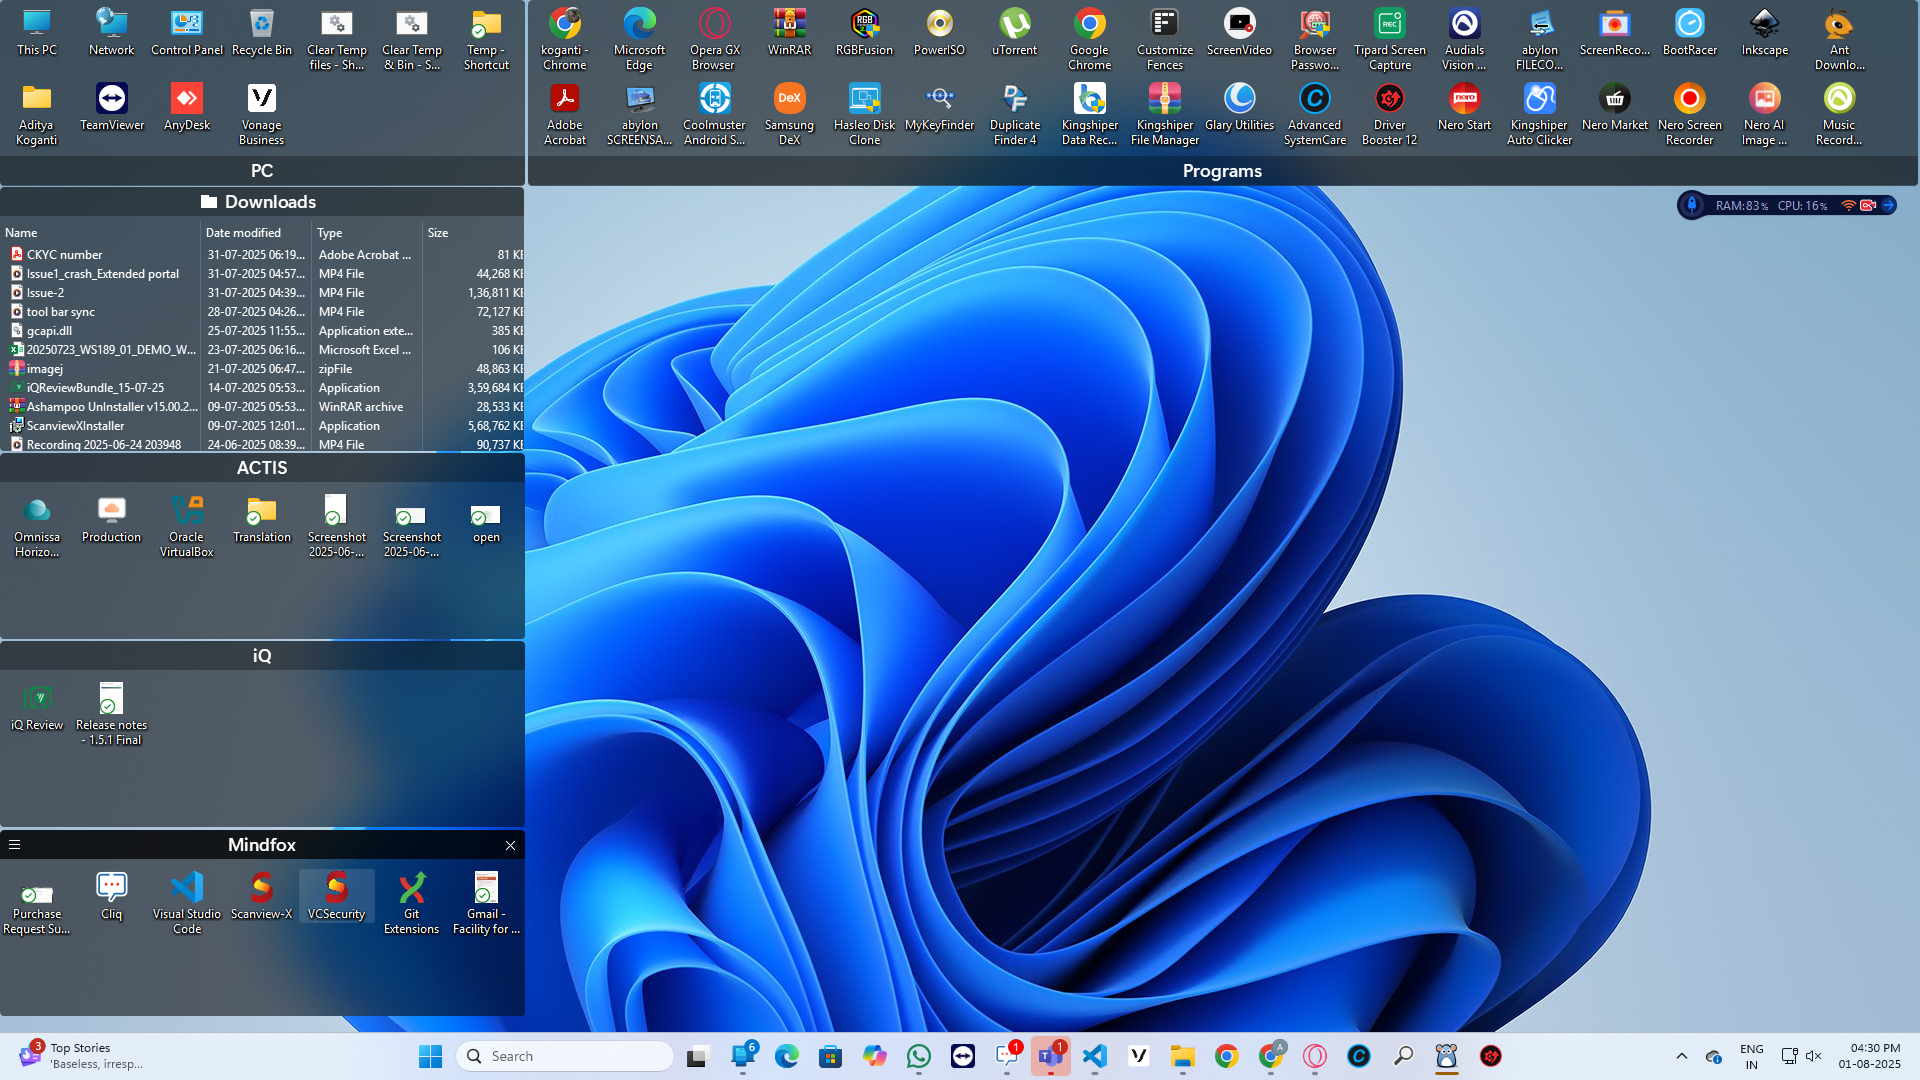 This PC
Network
Control Panel
Recycle Bin
Clear Temp
files - Sh...
Clear Temp
& Bin - S...
Temp -
Shortcut
Aditya
Koganti
TeamViewer
AnyDesk
Vonage
Business
PC
koganti -
Chrome
Microsoft
Edge
Opera GX
Browser
WinRAR
RGBFusion
PowerISO
uTorrent
Google
Chrome
Customize
Fences
ScreenVideo
Browser
Passwo...
Tipard Screen
Capture
Audials
Vision ...
abylon
FILECO...
ScreenReco...
BootRacer
Inkscape
Ant
Downlo...
Adobe
Acrobat
abylon
SCREENSA...
Coolmuster
Android S...
Samsung
DeX
Hasleo Disk
Clone
MyKeyFinder
Duplicate
Finder 4
Kingshiper
Data Rec...
Kingshiper
File Manager
Glary Utilities
Advanced
SystemCare
Driver
Booster 12
Nero Start
Kingshiper
Auto Clicker
Nero Market
Nero Screen
Recorder
Nero AI
Image ...
Music
Record...
Programs
RAM:83% CPU:16%
Downloads
Name Date modified Type Size
CKYC number 31-07-2025 06:19... Adobe Acrobat ... 81 KB
Issue1_crash_Extended portal 31-07-2025 04:57... MP4 File 44,268 KB
Issue-2 31-07-2025 04:39... MP4 File 1,36,811 KB
tool bar sync 28-07-2025 04:26... MP4 File 72,127 KB
gcapi.dll 25-07-2025 11:55... Application exte... 385 KB
20250723_WS189_01_DEMO_W... 23-07-2025 06:16... Microsoft Excel ... 106 KB
imagej 21-07-2025 06:47... zipFile 48,863 KB
iQReviewBundle_15-07-25 14-07-2025 05:53... Application 3,59,684 KB
Ashampoo UnInstaller v15.00.2... 09-07-2025 05:53... WinRAR archive 28,533 KB
ScanviewXInstaller 09-07-2025 12:01... Application 5,68,762 KB
Recording 2025-06-24 203948 24-06-2025 08:39... MP4 File 90,737 KB
ACTIS
Omnissa
Horizo...
Production
Oracle
VirtualBox
Translation
Screenshot
2025-06-...
Screenshot
2025-06-...
open
iQ
iQ Review
Release notes
- 1.5.1 Final
Mindfox
Purchase
Request Su...
Cliq
Visual Studio
Code
Scanview-X
VCSecurity
Git
Extensions
Gmail -
Facility for ...
3
Top Stories
'Baseless, irresp...
Search
6
1
1
A
ENG
IN
04:30 PM
01-08-2025